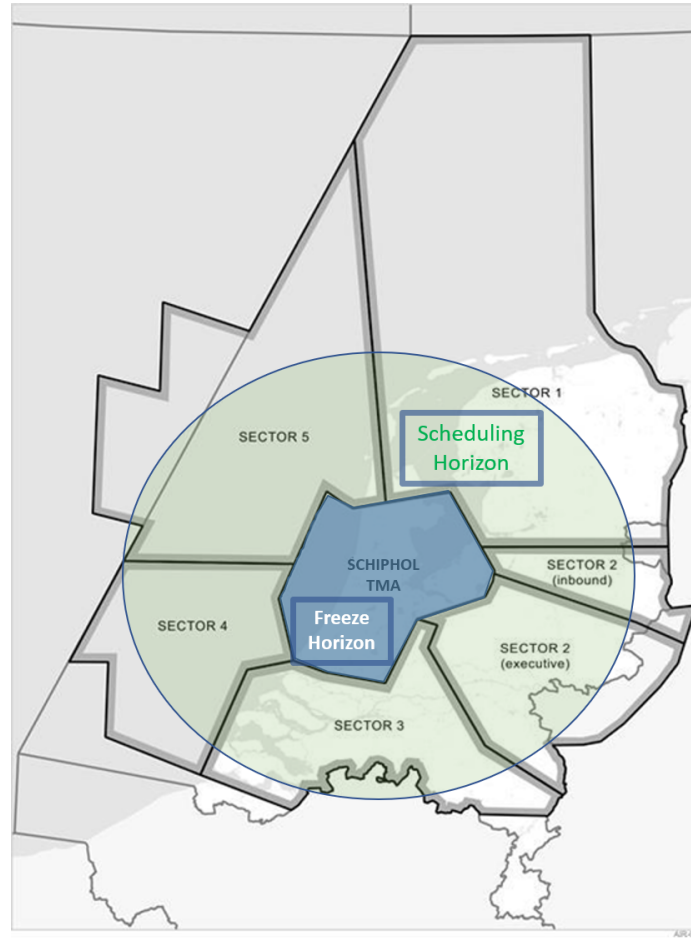 SECTOR 1
SECTOR 5
Scheduling
Horizon
SCHIPHOL
TMA
SECTOR 2
(inbound)
Freeze
Horizon
SECTOR 4
SECTOR 2
(executive)
SECTOR 3